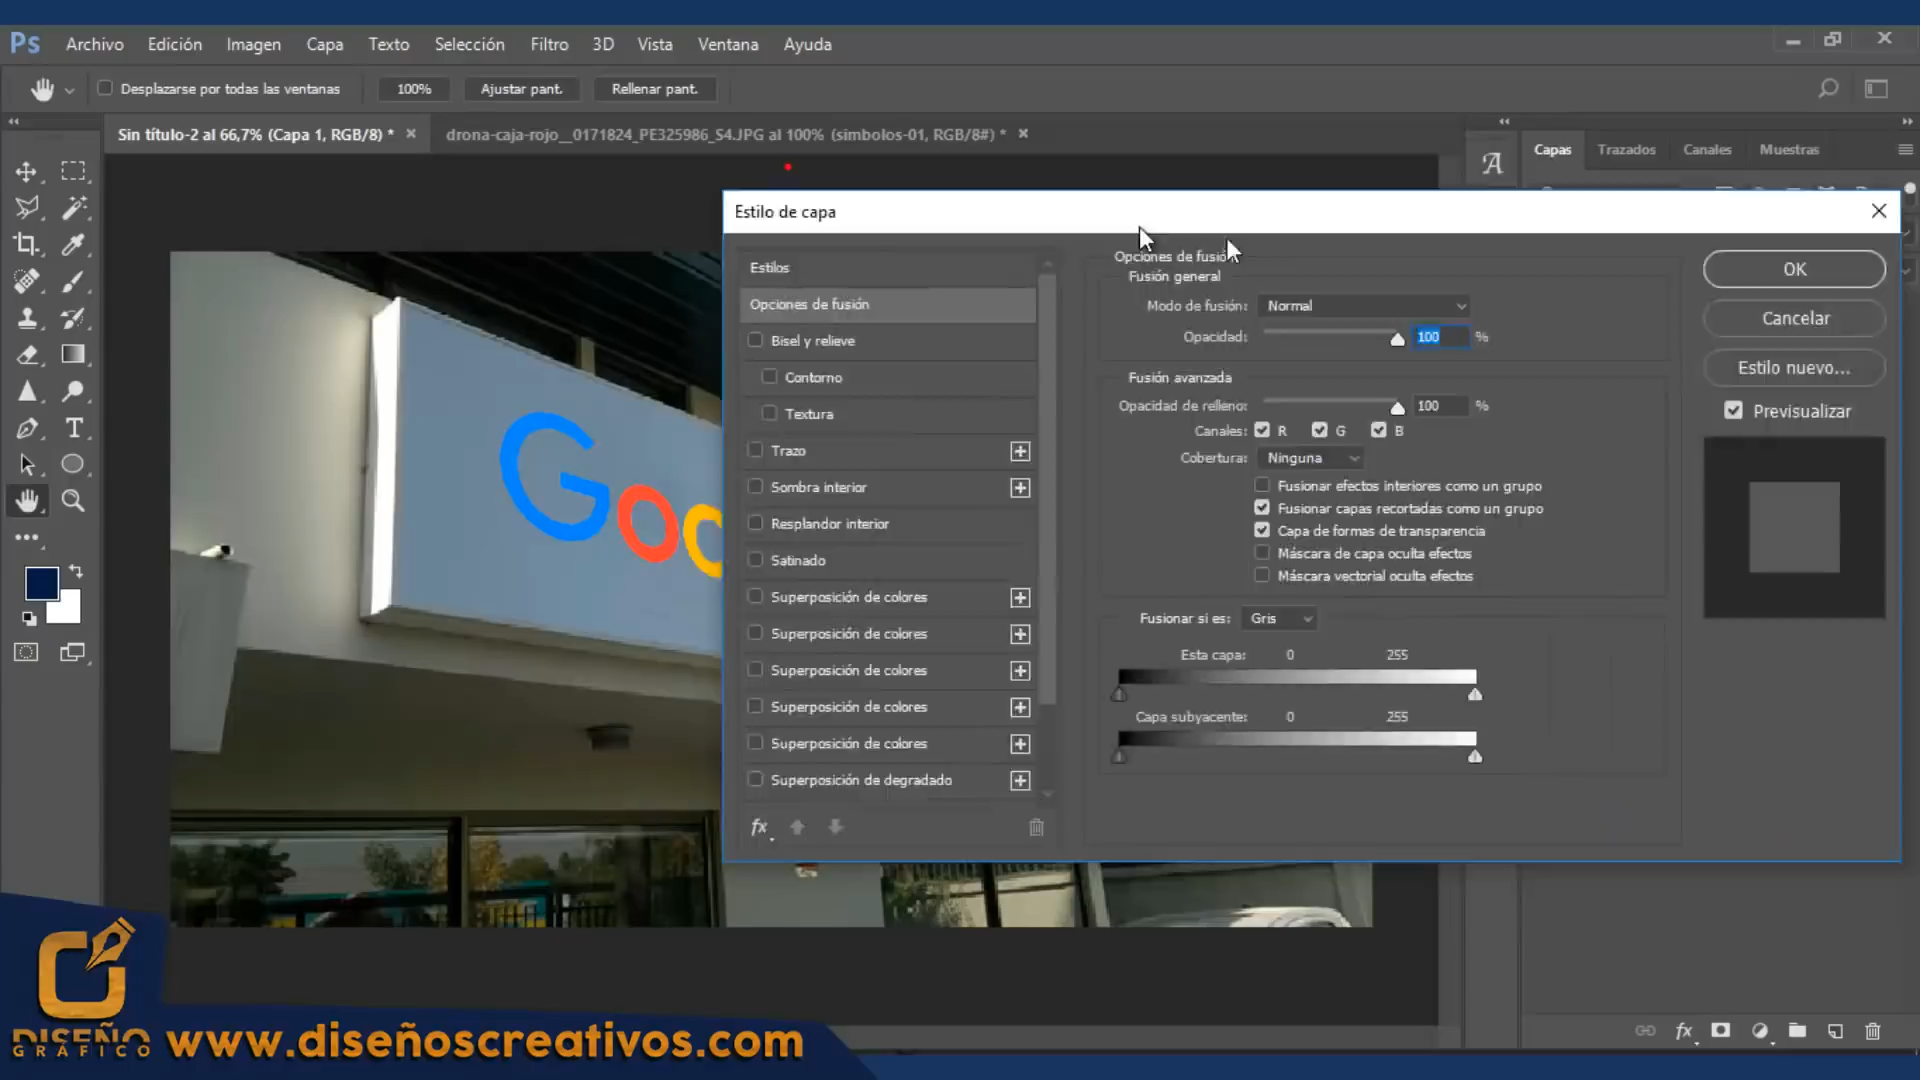 Ps Archivo Edición Imagen Capa Texto Selección Filtro 3D Vista Ventana Ayuda
Desplazarse por todas las ventanas 100% Ajustar pant. Rellenar pant.
Sin título-2 al 66,7% (Capa 1, RGB/8) * × drona-caja-rojo__0171824_PE325986_S4.JPG al 100% (simbolos-01, RGB/8#) * ×
Capas Trazados Canales Muestras
Estilo de capa
Estilos
Opciones de fusión
Bisel y relieve
Contorno
Textura
Trazo
Sombra interior
Resplandor interior
Satinado
Superposición de colores
Superposición de colores
Superposición de colores
Superposición de colores
Superposición de colores
Superposición de degradado
fx
Opciones de fusión
Fusión general
Modo de fusión: Normal
Opacidad: 100 %
Fusión avanzada
Opacidad de relleno: 100 %
Canales: R G B
Cobertura: Ninguna
Fusionar efectos interiores como un grupo
Fusionar capas recortadas como un grupo
Capa de formas de transparencia
Máscara de capa oculta efectos
Máscara vectorial oculta efectos
Fusionar si es: Gris
Esta capa: 0 255
Capa subyacente: 0 255
OK
Cancelar
Estilo nuevo...
Previsualizar
Goo
fx
DISEÑO
GRÁFICO
www.diseñoscreativos.com